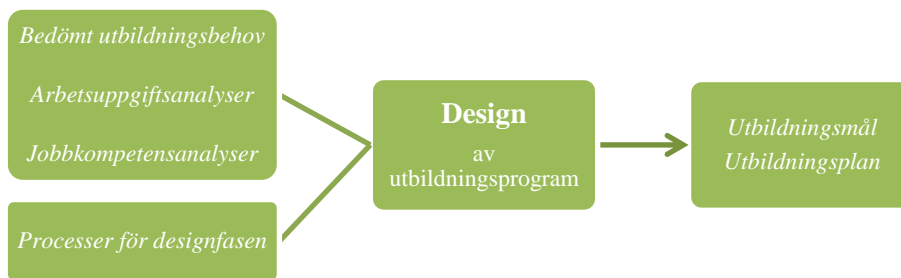 Bedömt utbildningsbehov
Arbetsuppgiftsanalyser
Jobbkompetensanalyser
Processer för designfasen
Design
av
utbildningsprogram
Utbildningsmål
Utbildningsplan